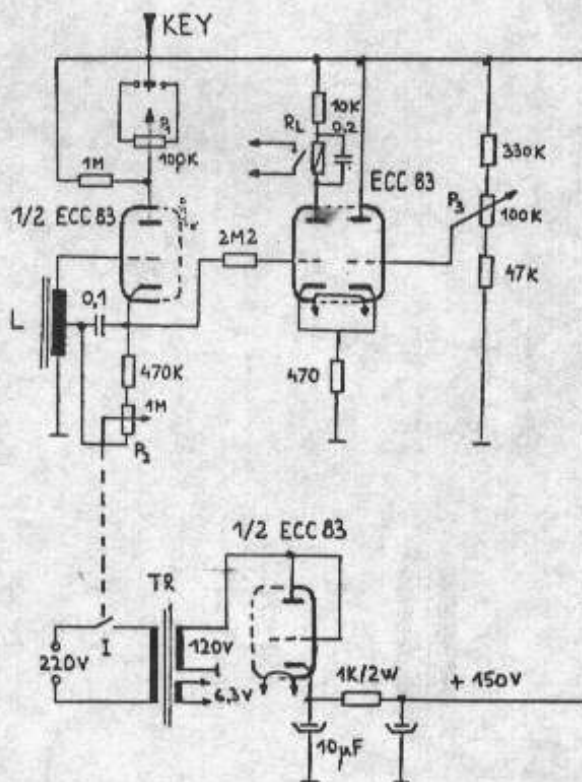 KEY
10K
RL
0,2
P1
100K
1M
ECC 83
330K
1/2 ECC 83
P3
100K
2M2
47K
L
0,1
470K
470
1M
P2
1/2 ECC 83
TR
I
120V
220V
6,3V
1K/2W
+ 150V
10µF